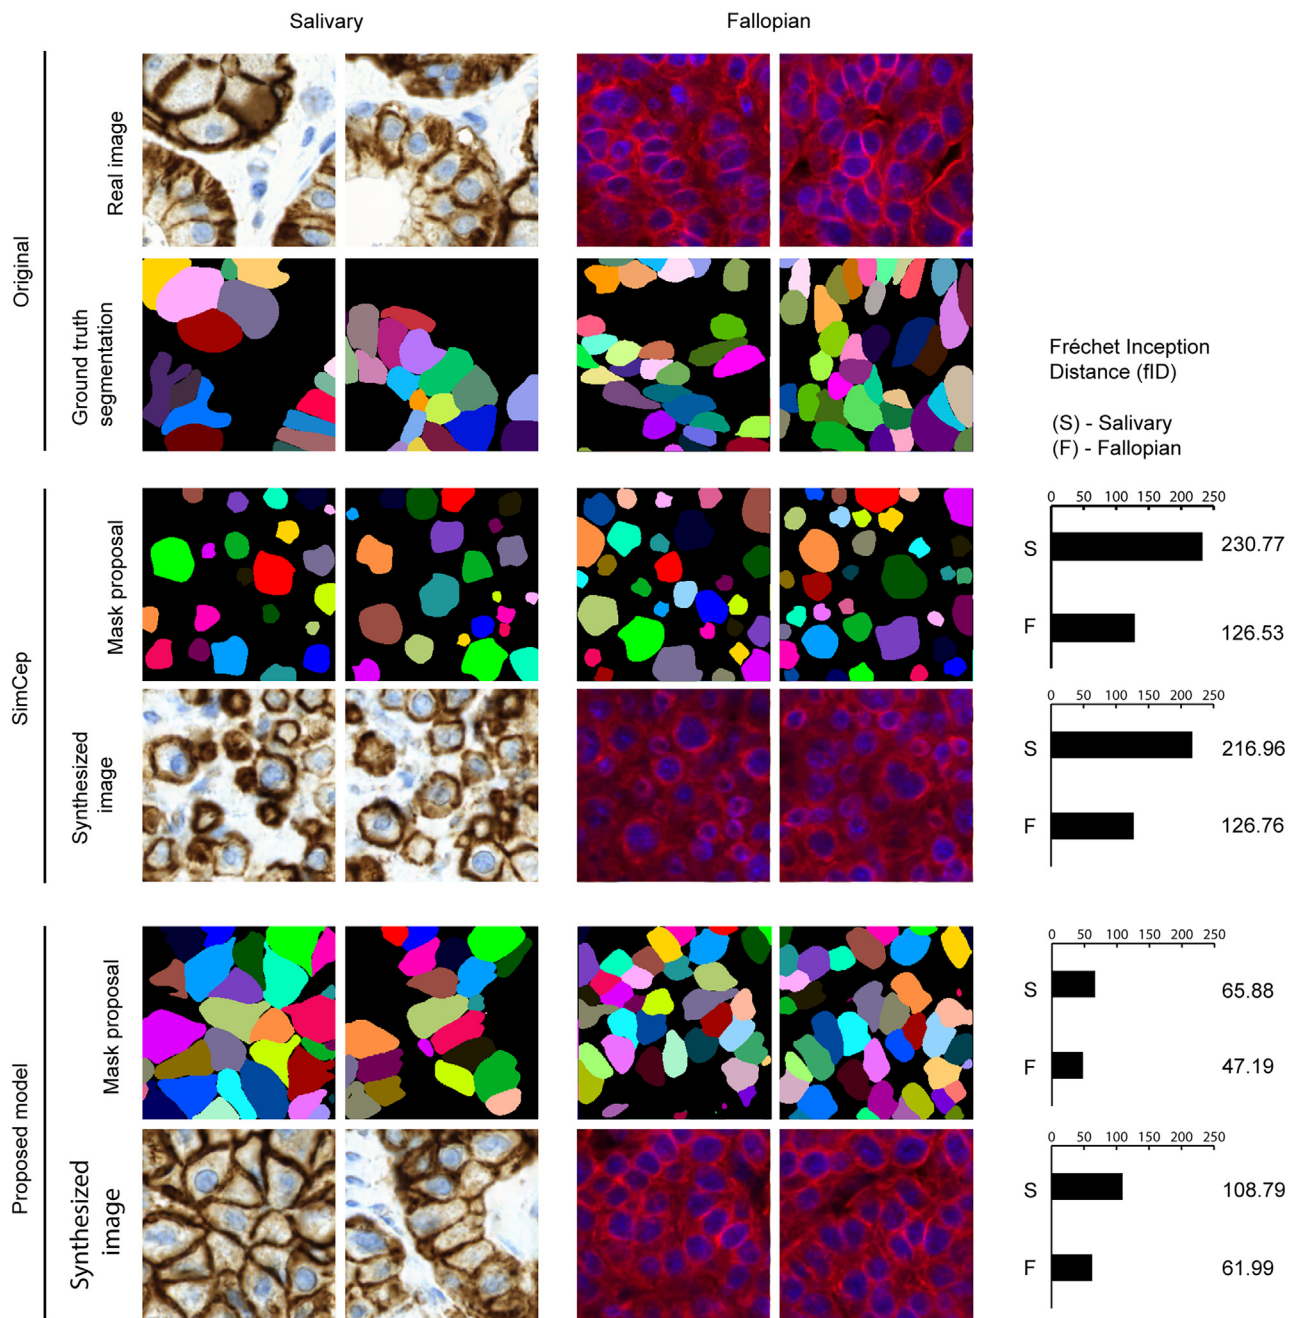 Salivary
Fallopian
Original
Real image
Ground truth
segmentation
Fréchet Inception
Distance (fID)
(S) - Salivary
(F) - Fallopian
SimCep
Mask proposal
0 50 100 150 200 250
S 230.77
F 126.53
Synthesized
image
0 50 100 150 200 250
S 216.96
F 126.76
Proposed model
Mask proposal
0 50 100 150 200 250
S 65.88
F 47.19
Synthesized
image
0 50 100 150 200 250
S 108.79
F 61.99